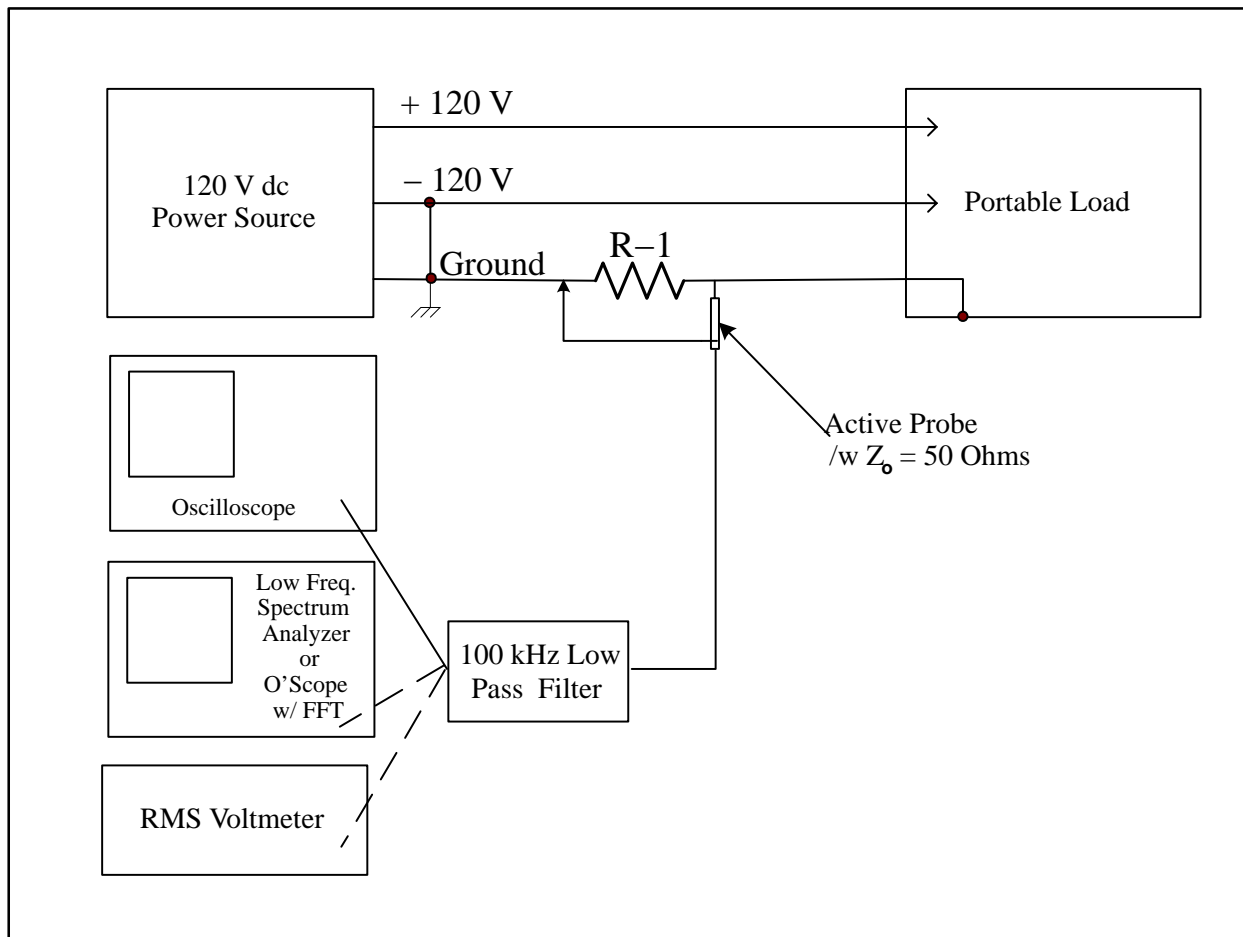 + 120 V
120 V dc
Power Source
− 120 V
Portable Load
R−1
Ground
Active Probe
/w Zo = 50 Ohms
Oscilloscope
Low Freq.
Spectrum
Analyzer
or
O'Scope
w/ FFT
100 kHz Low
Pass Filter
RMS Voltmeter